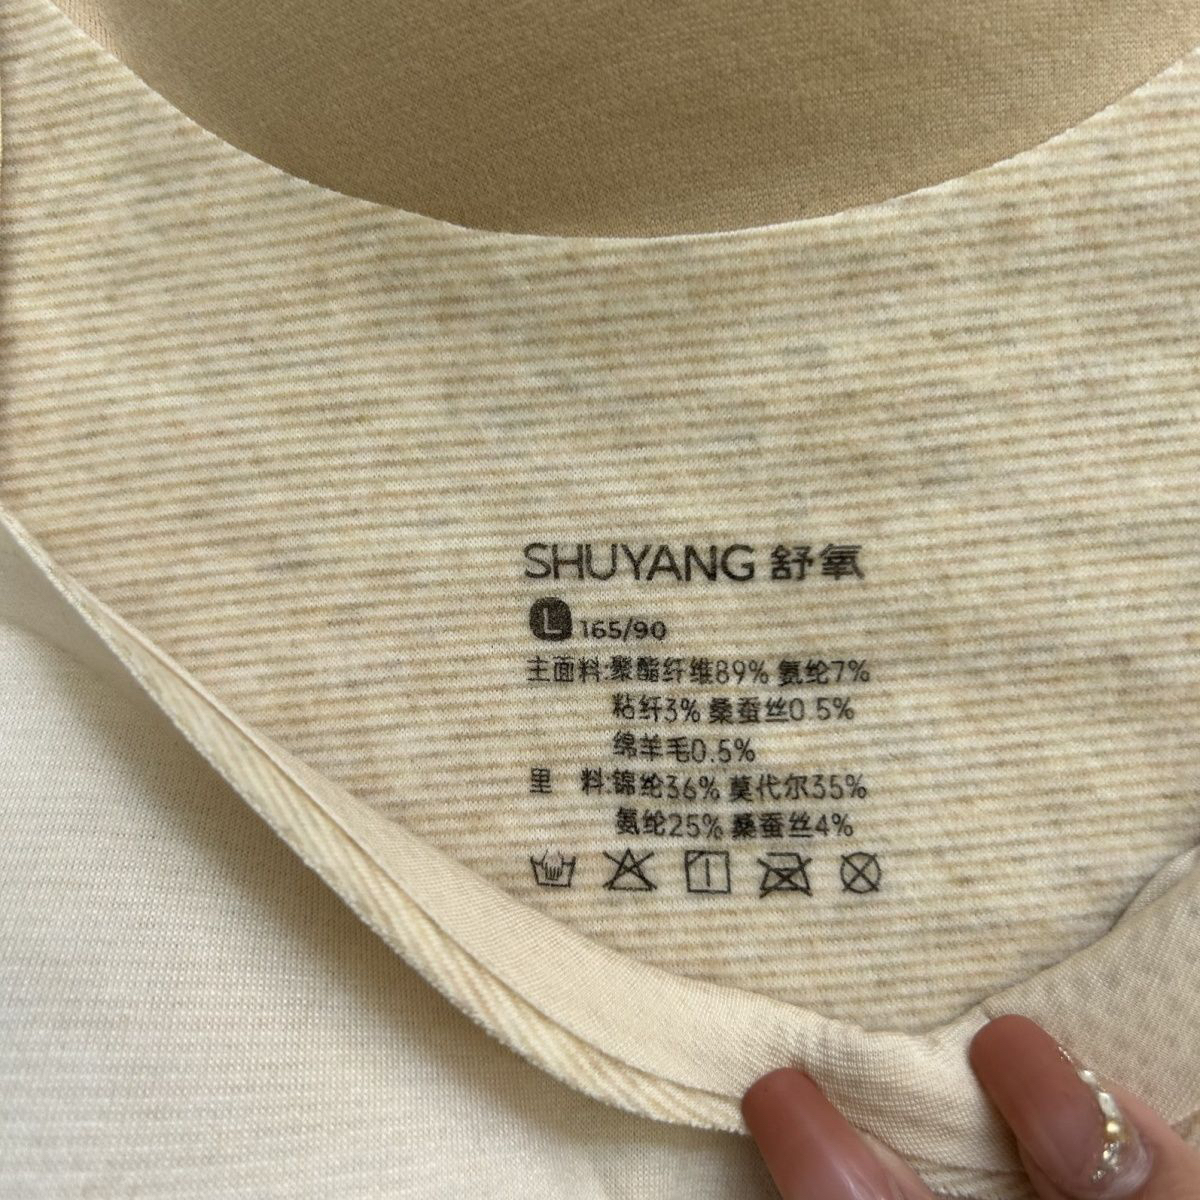 SHUYANG 舒氧
L 165/90
主面料:聚酯纤维89% 氨纶7%
粘纤3% 桑蚕丝0.5%
绵羊毛0.5%
里 料:锦纶36% 莫代尔35%
氨纶25% 桑蚕丝4%